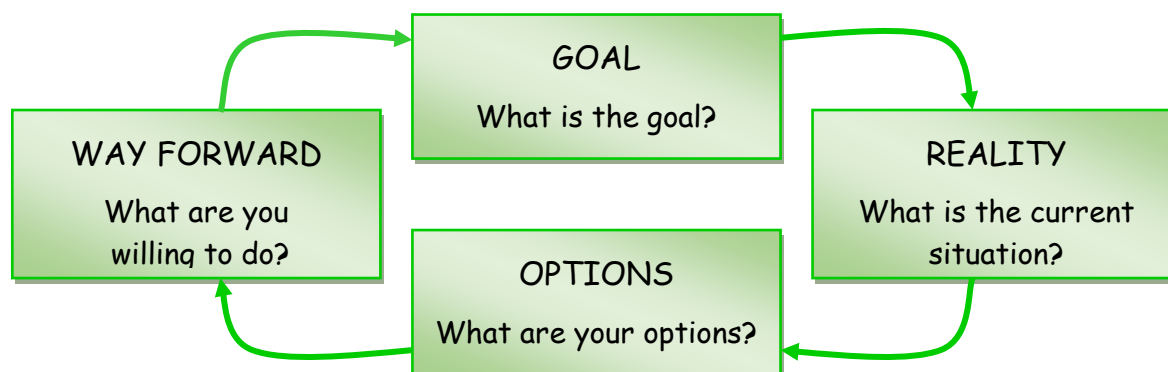 GOAL
What is the goal?
REALITY
What is the current
situation?
OPTIONS
What are your options?
WAY FORWARD
What are you
willing to do?